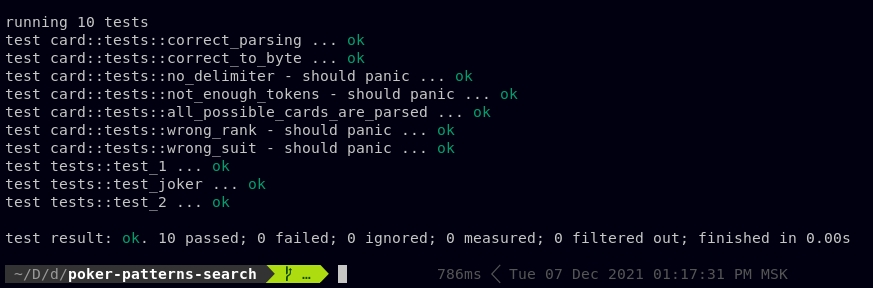 running 10 tests
test card::tests::correct_parsing ... ok
test card::tests::correct_to_byte ... ok
test card::tests::no_delimiter - should panic ... ok
test card::tests::not_enough_tokens - should panic ... ok
test card::tests::all_possible_cards_are_parsed ... ok
test card::tests::wrong_rank - should panic ... ok
test card::tests::wrong_suit - should panic ... ok
test tests::test_1 ... ok
test tests::test_joker ... ok
test tests::test_2 ... ok
test result: ok. 10 passed; 0 failed; 0 ignored; 0 measured; 0 filtered out; finished in 0.00s
~/D/d/poker-patterns-search … 786ms Tue 07 Dec 2021 01:17:31 PM MSK